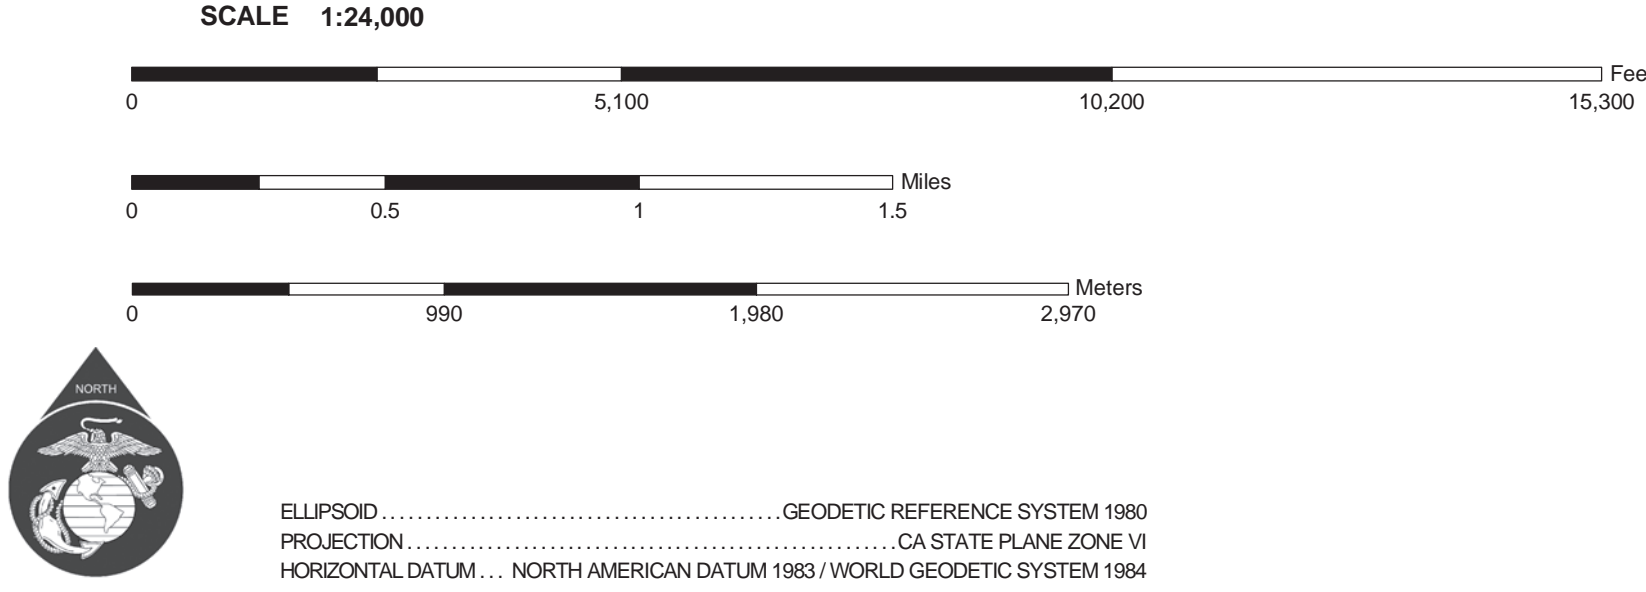 SCALE 1:24,000
Fee
0 5,100 10,200 15,300
Miles
0 0.5 1 1.5
Meters
0 990 1,980 2,970
NORTH
ELLIPSOID ............................................ GEODETIC REFERENCE SYSTEM 1980
PROJECTION ...................................................... CA STATE PLANE ZONE VI
HORIZONTAL DATUM ... NORTH AMERICAN DATUM 1983 / WORLD GEODETIC SYSTEM 1984